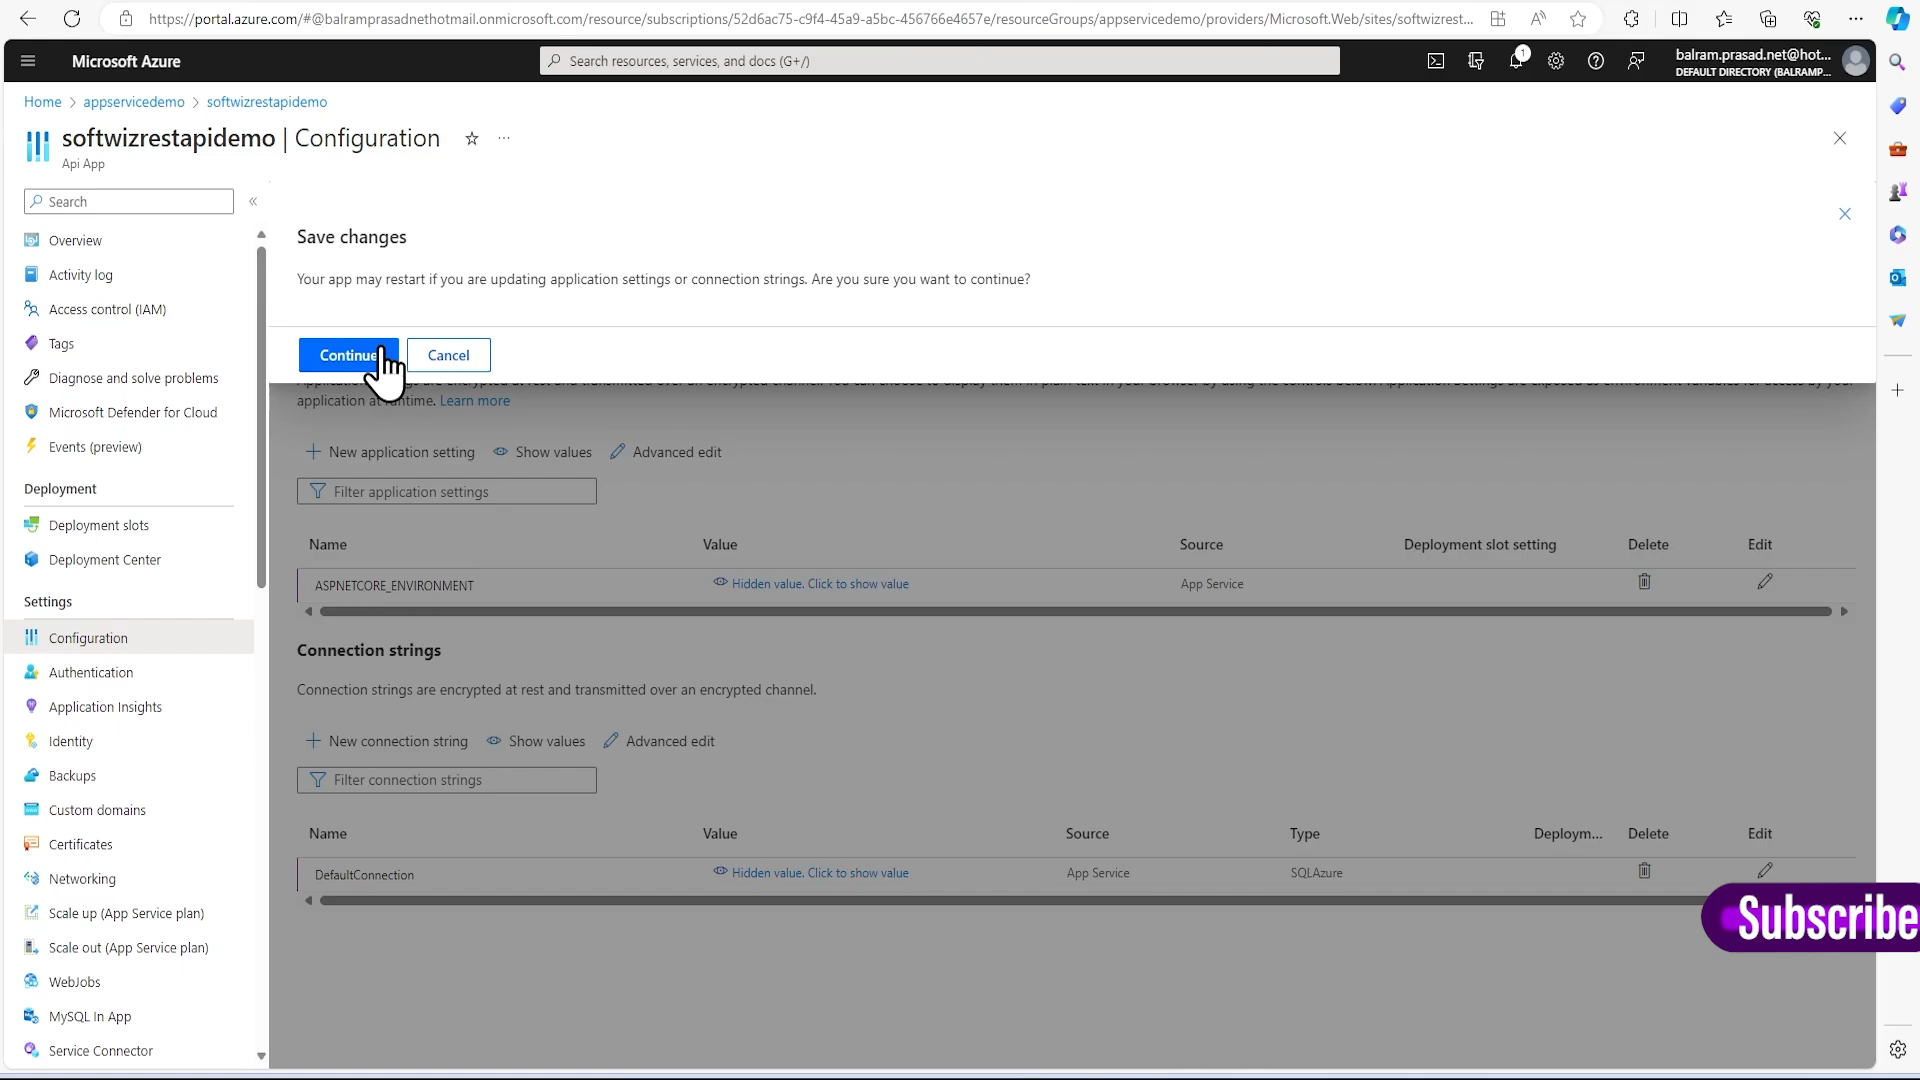 https://portal.azure.com/#@balramprasadnethotmail.onmicrosoft.com/resource/subscriptions/52d6ac75-c9f4-45a9-a5bc-456766e4657e/resourceGroups/appservicedemo/providers/Microsoft.Web/sites/softwizrest...
Microsoft Azure
Search resources, services, and docs (G+/)
1
balram.prasad.net@hot...
DEFAULT DIRECTORY (BALRAMP...
Home > appservicedemo > softwizrestapidemo
softwizrestapidemo | Configuration
Api App
Search
Overview
Activity log
Access control (IAM)
Tags
Diagnose and solve problems
Microsoft Defender for Cloud
Events (preview)
Deployment
Deployment slots
Deployment Center
Settings
Configuration
Authentication
Application Insights
Identity
Backups
Custom domains
Certificates
Networking
Scale up (App Service plan)
Scale out (App Service plan)
WebJobs
MySQL In App
Service Connector
Save changes
Your app may restart if you are updating application settings or connection strings. Are you sure you want to continue?
Continue
Cancel
application at runtime. Learn more
New application setting
Show values
Advanced edit
Filter application settings
Name Value Source Deployment slot setting Delete Edit
ASPNETCORE_ENVIRONMENT Hidden value. Click to show value App Service
Connection strings
Connection strings are encrypted at rest and transmitted over an encrypted channel.
New connection string
Show values
Advanced edit
Filter connection strings
Name Value Source Type Deploym... Delete Edit
DefaultConnection Hidden value. Click to show value App Service SQLAzure
Subscribe